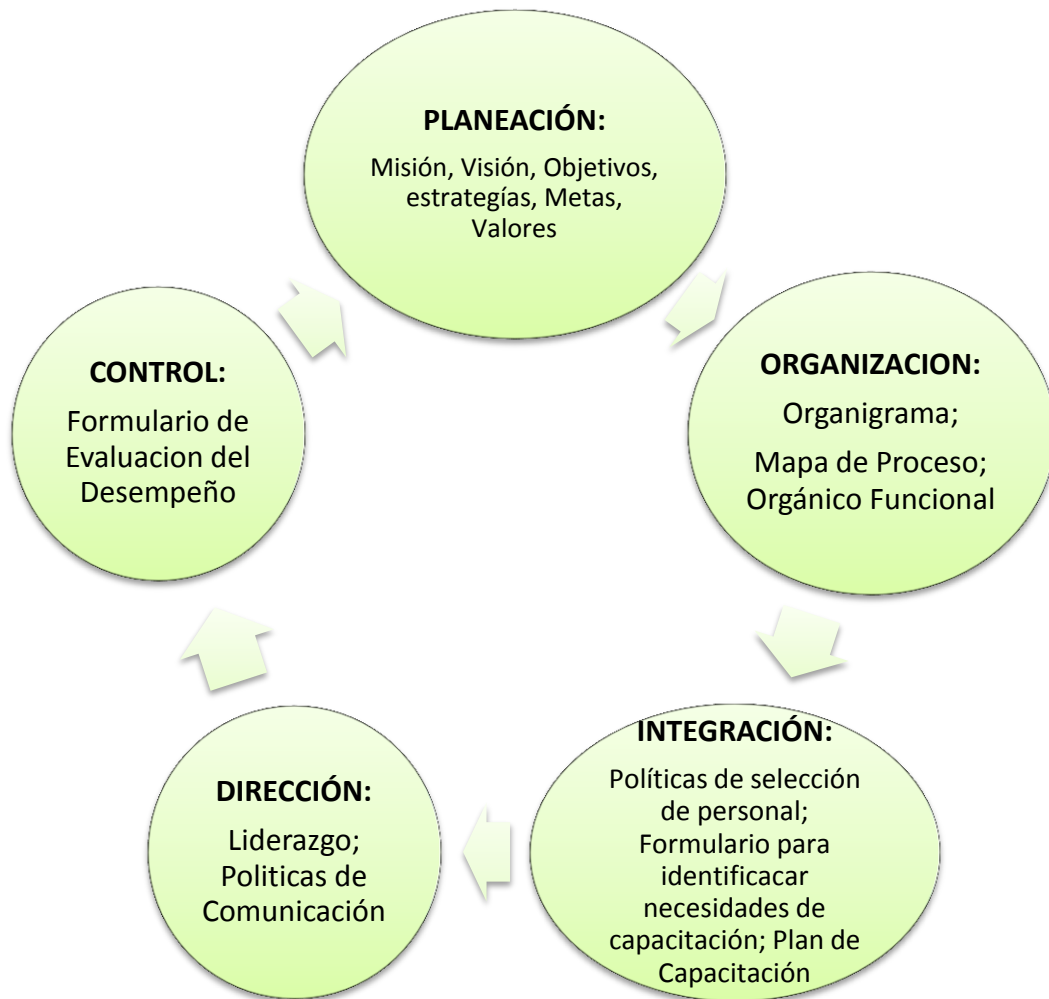 PLANEACIÓN:
Misión, Visión, Objetivos,
estrategías, Metas,
Valores
ORGANIZACION:
Organigrama;
Mapa de Proceso;
Orgánico Funcional
INTEGRACIÓN:
Políticas de selección
de personal;
Formulario para
identificacar
necesidades de
capacitación; Plan de
Capacitación
DIRECCIÓN:
Liderazgo;
Politicas de
Comunicación
CONTROL:
Formulario de
Evaluacion del
Desempeño